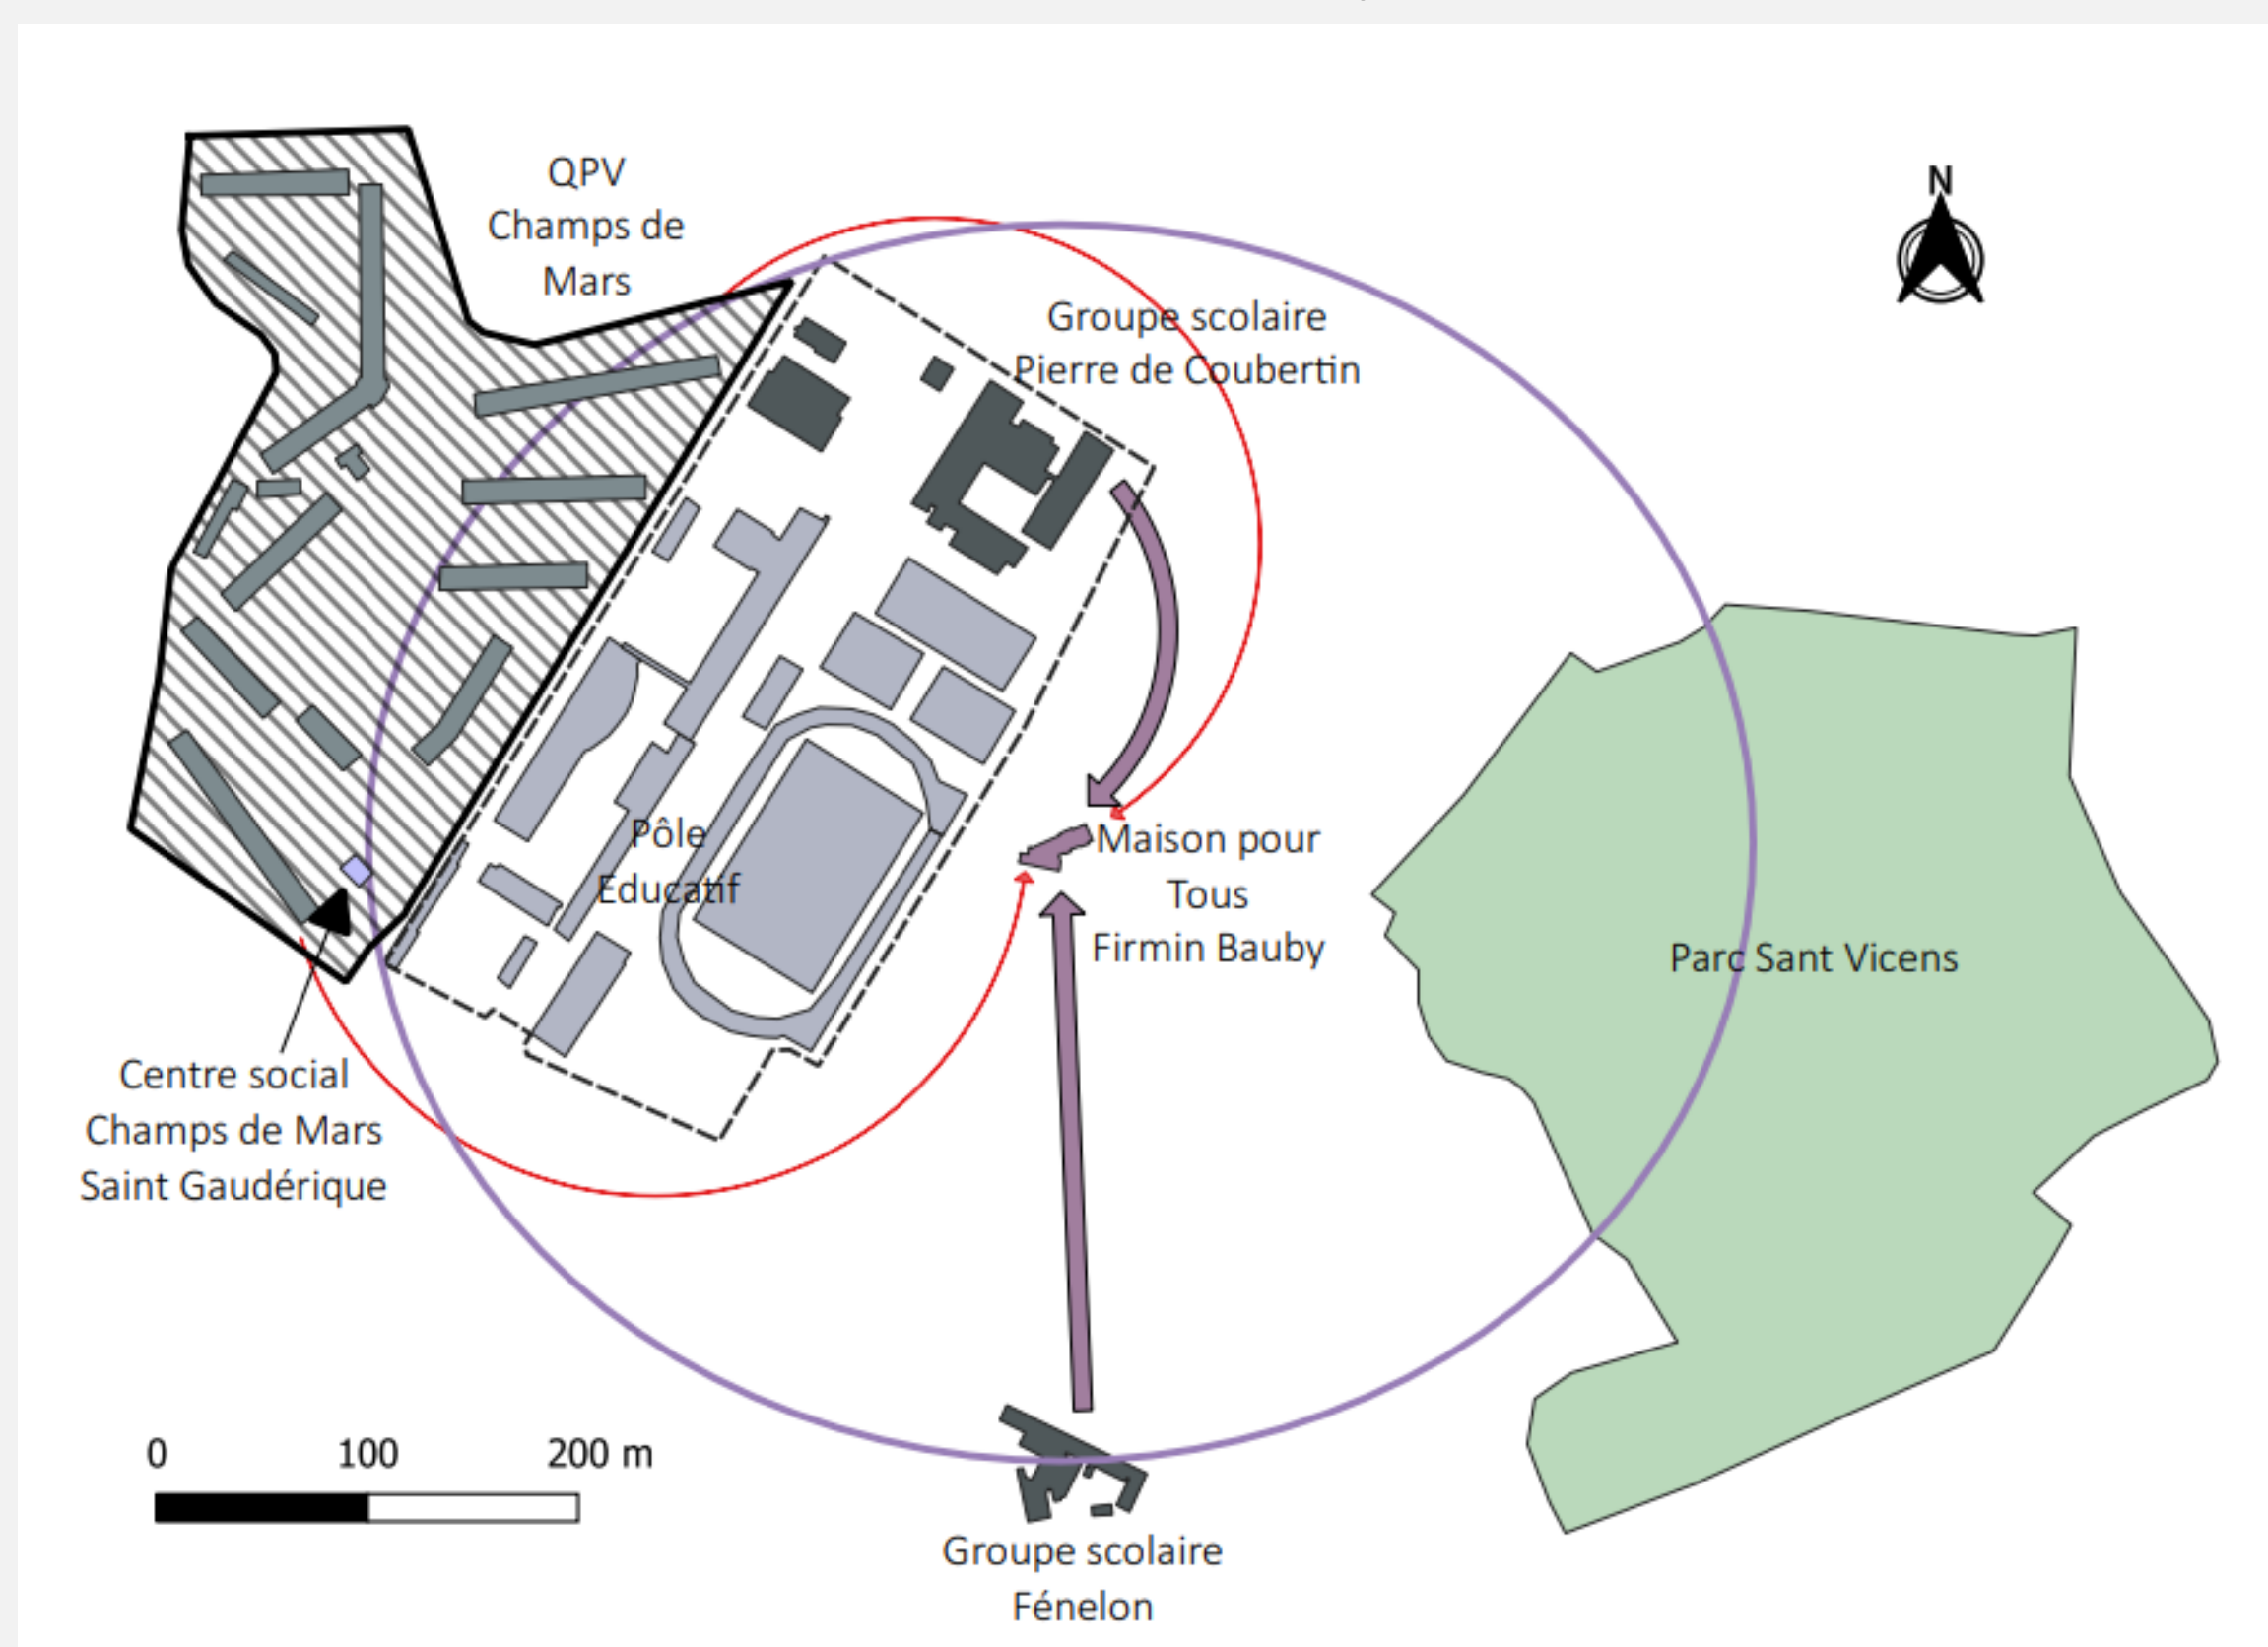 QPV
Champs de
Mars
N
Groupe scolaire
Pierre de Coubertin
Pôle
Educatif
Maison pour
Tous
Firmin Bauby
Parc Sant Vicens
Centre social
Champs de Mars
Saint Gaudérique
0 100 200 m
Groupe scolaire
Fénelon